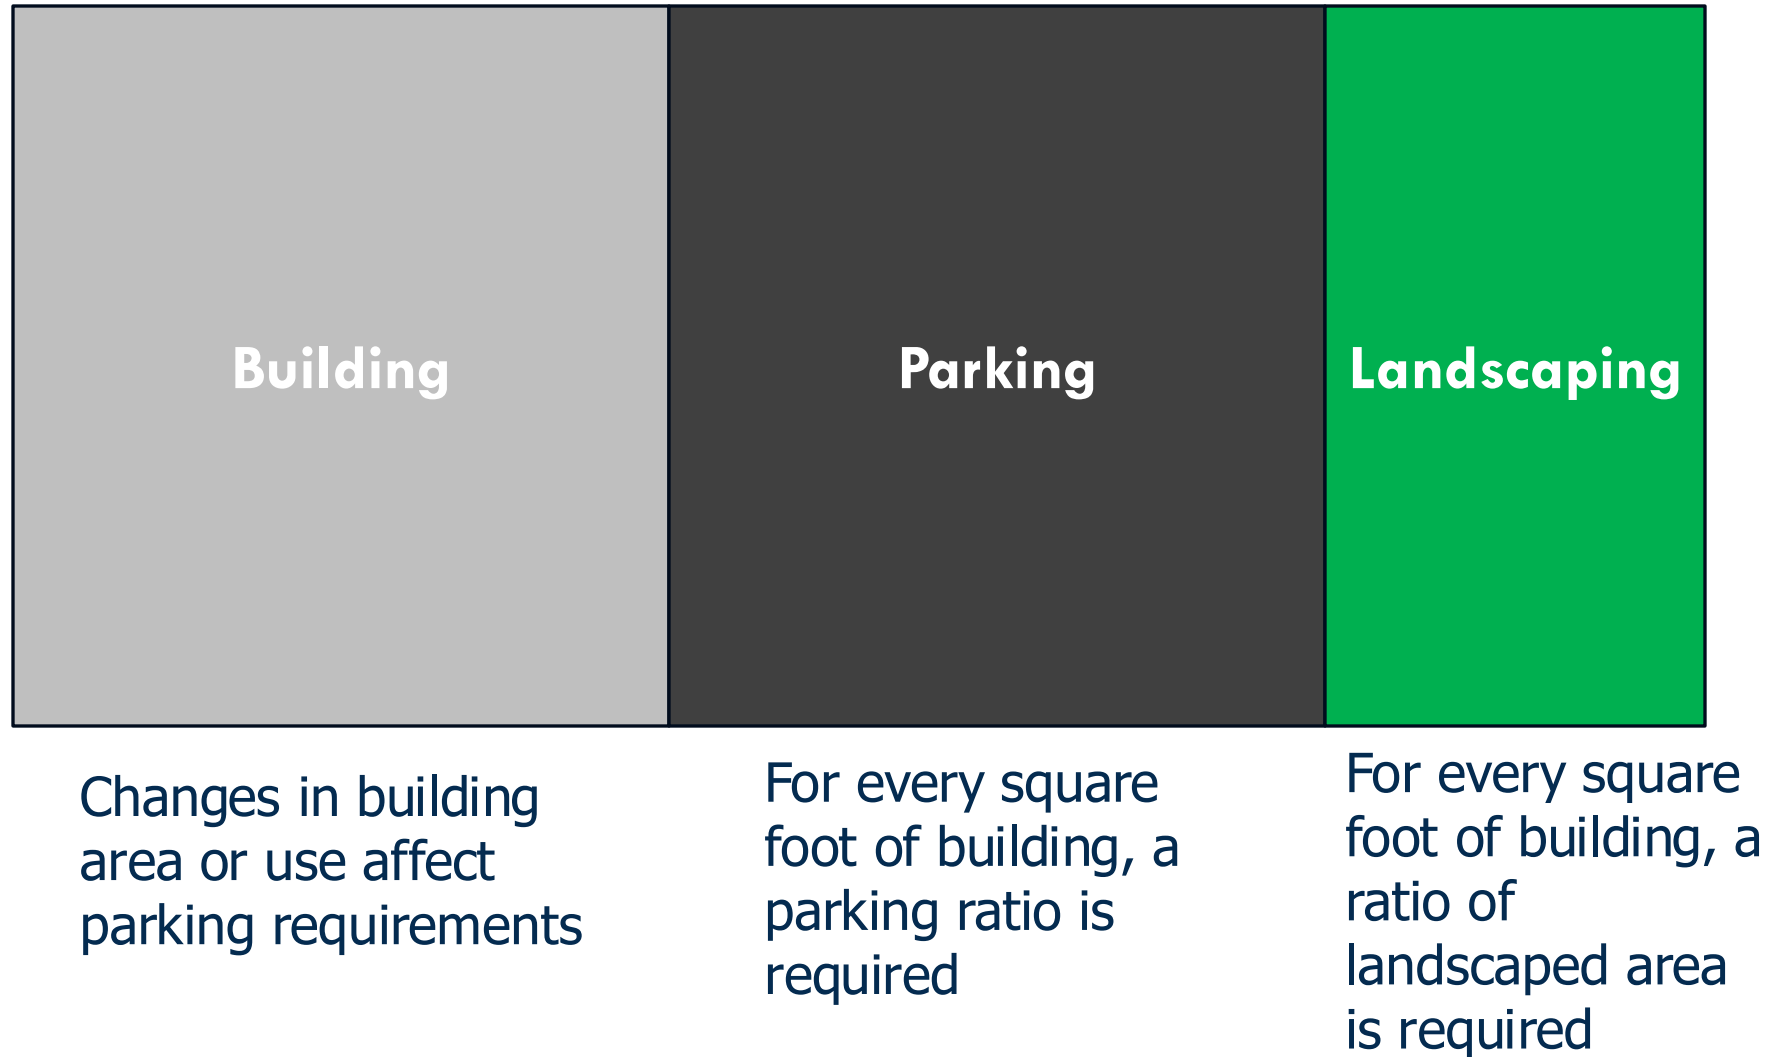 Building
Parking
Landscaping
Changes in building
area or use affect
parking requirements
For every square
foot of building, a
parking ratio is
required
For every square
foot of building, a
ratio of
landscaped area
is required